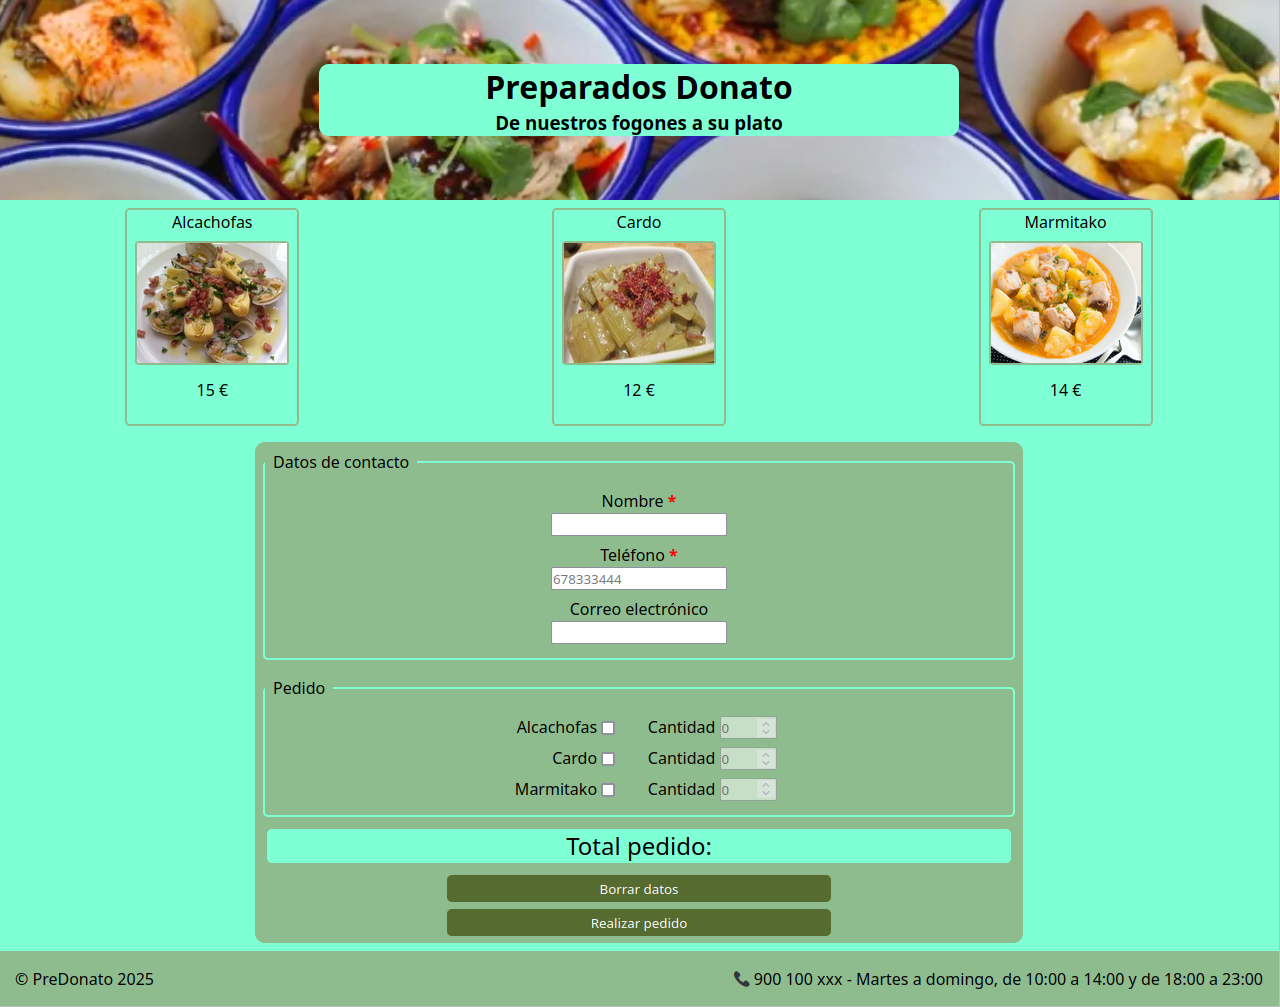 Preparados Donato
De nuestros fogones a su plato
Alcachofas
Cardo
Marmitako
15 €
12 €
14 €
Datos de contacto
Nombre *
Teléfono *
678333444
Correo electrónico
Pedido
Alcachofas Cantidad 0
Cardo Cantidad 0
Marmitako Cantidad 0
Total pedido:
Borrar datos
Realizar pedido
© PreDonato 2025
900 100 xxx - Martes a domingo, de 10:00 a 14:00 y de 18:00 a 23:00